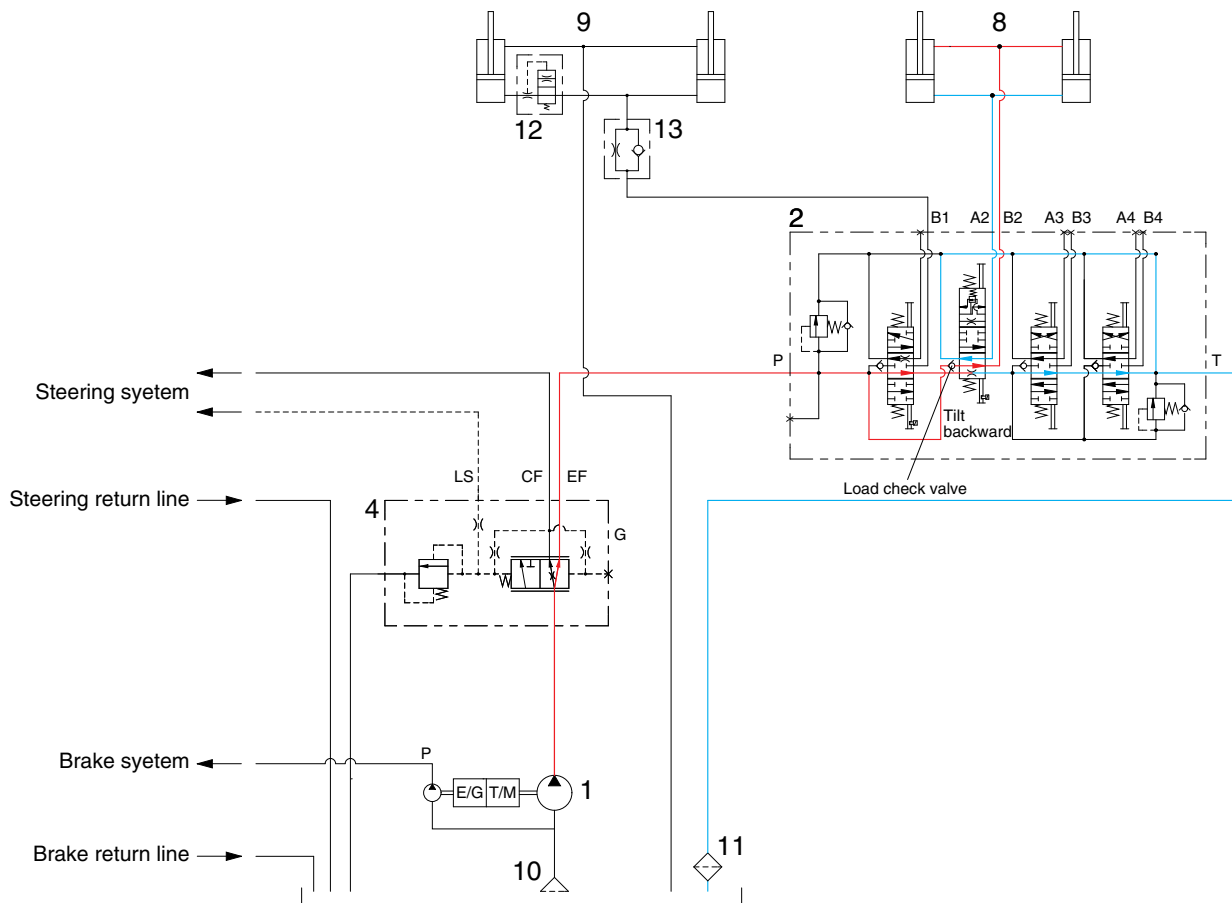 9
8
12
13
2
B1
A2
B2
A3
B3
A4
B4
P
T
Steering syetem
Tilt
backward
Load check valve
LS
CF
EF
Steering return line
4
G
Brake syetem
P
E/G
T/M
1
Brake return line
10
11